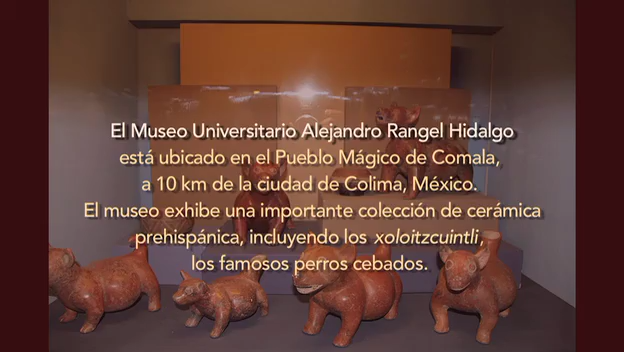 El Museo Universitario Alejandro Rangel Hidalgo
está ubicado en el Pueblo Mágico de Comala,
a 10 km de la ciudad de Colima, México.
El museo exhibe una importante colección de cerámica
prehispánica, incluyendo los xoloitzcuintli,
los famosos perros cebados.